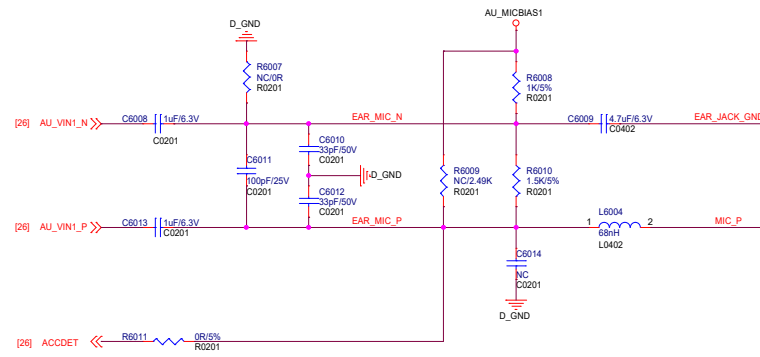 AU_MICBIAS1
D_GND
R6007
NC/0R
R0201
R6008
1K/5%
R0201
[26] AU_VIN1_N
C6008
1uF/6.3V
C0201
EAR_MIC_N
C6009
4.7uF/6.3V
C0402
EAR_JACK_GND
C6010
33pF/50V
C0201
C6011
100pF/25V
C0201
D_GND
R6009
NC/2.49K
R0201
R6010
1.5K/5%
R0201
C6012
33pF/50V
C0201
[26] AU_VIN1_P
C6013
1uF/6.3V
C0201
EAR_MIC_P
L6004
1 2
68nH
L0402
MIC_P
C6014
NC
C0201
D_GND
[26] ACCDET
R6011
0R/5%
R0201